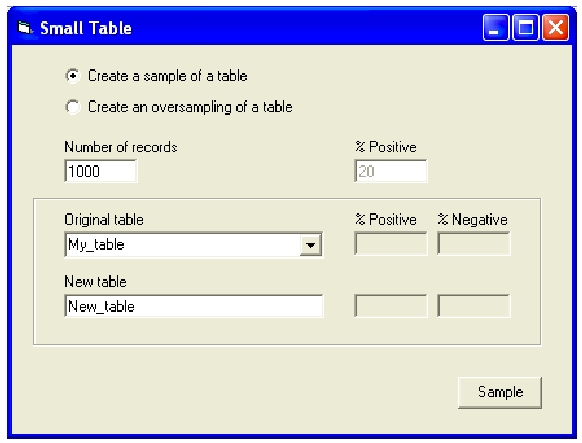 Small Table
Create a sample of a table
Create an oversampling of a table
Number of records % Positive
1000 20
Original table % Positive % Negative
My_table
New table
New_table
Sample